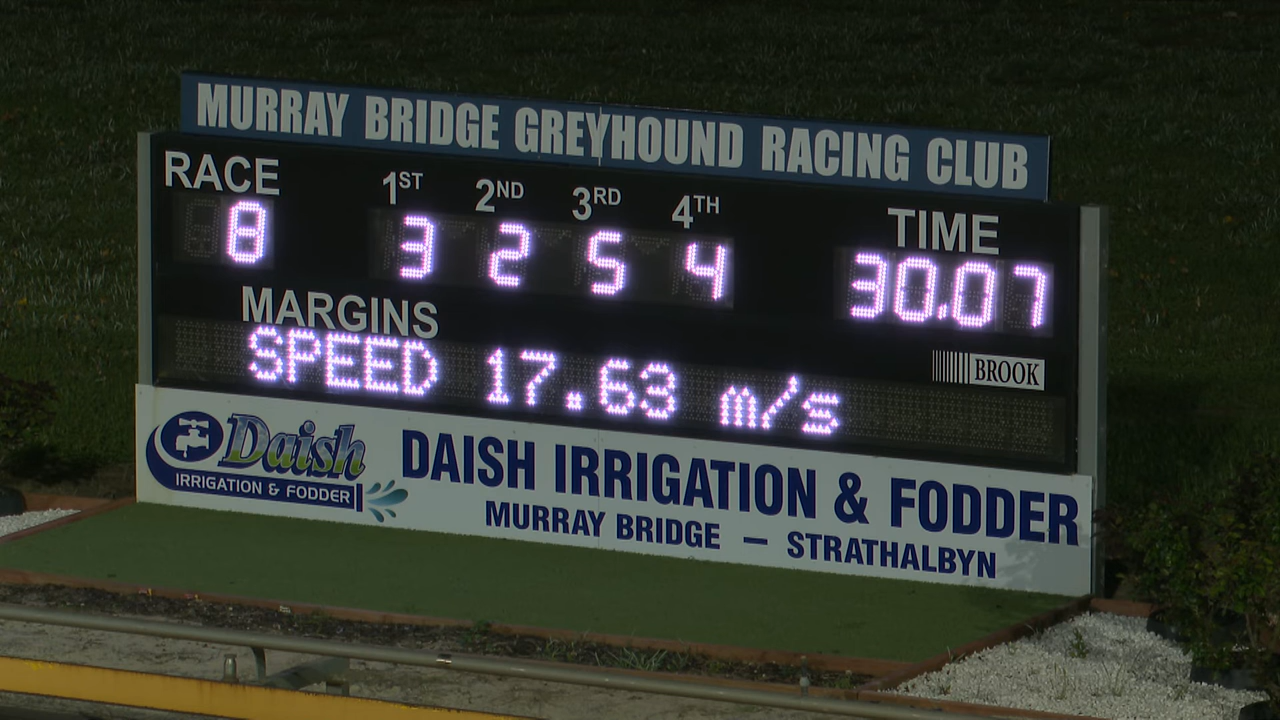 MURRAY BRIDGE GREYHOUND RACING CLUB
RACE 1ST 2ND 3RD 4TH TIME
8 3 2 5 4 30.07
MARGINS
SPEED 17.63 m/s
BROOK
Daish
IRRIGATION & FODDER
DAISH IRRIGATION & FODDER
MURRAY BRIDGE — STRATHALBYN